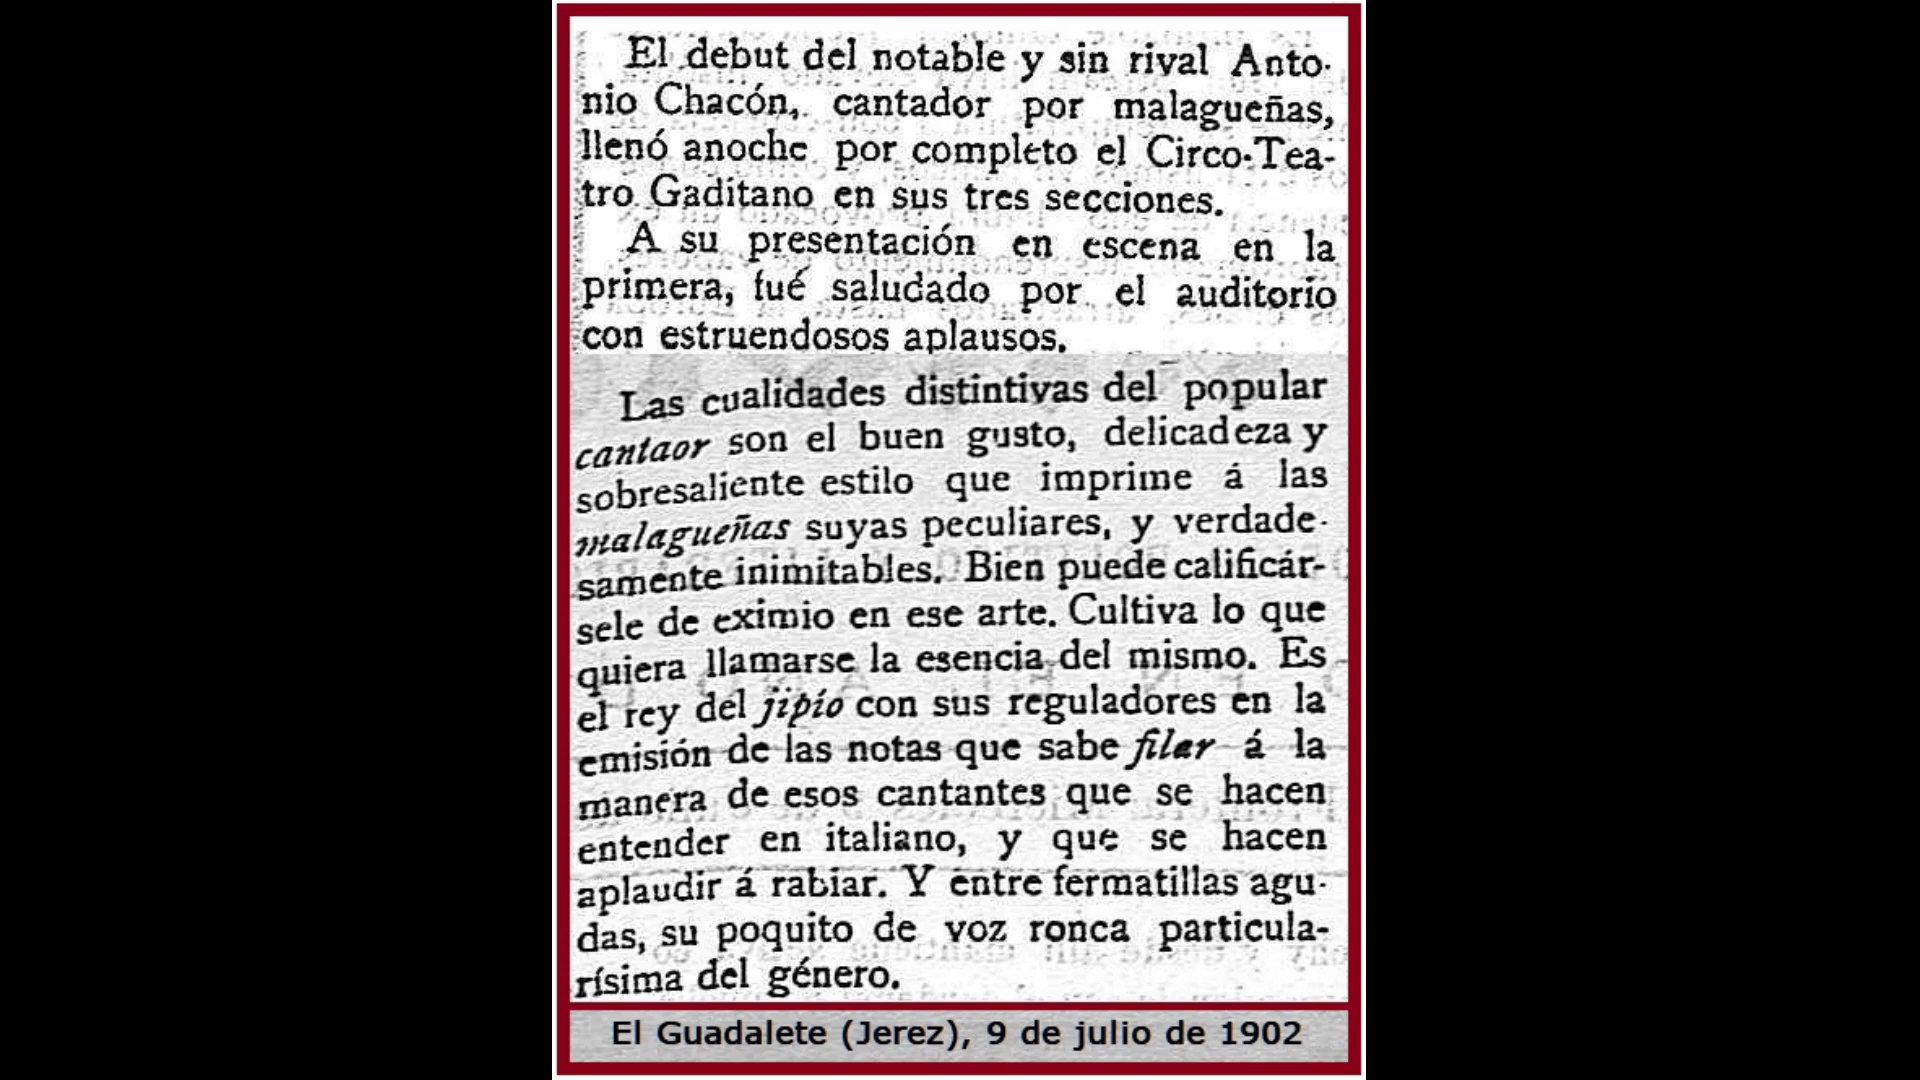 El debut del notable y sin rival Anto-
nio Chacón, cantador por malagueñas,
llenó anoche por completo el Circo-Tea-
tro Gaditano en sus tres secciones.
A su presentación en escena en la
primera, fué saludado por el auditorio
con estruendosos aplausos.
Las cualidades distintivas del popular
cantaor son el buen gusto, delicadeza y
sobresaliente estilo que imprime á las
malagueñas suyas peculiares, y verdade-
samente inimitables. Bien puede calificár-
sele de eximio en ese arte. Cultiva lo que
quiera llamarse la esencia del mismo. Es
el rey del jipío con sus reguladores en la
emisión de las notas que sabe filar á la
manera de esos cantantes que se hacen
entender en italiano, y que se hacen
aplaudir á rabiar. Y entre fermatillas agu-
das, su poquito de voz ronca particula-
rísima del género.
El Guadalete (Jerez), 9 de julio de 1902